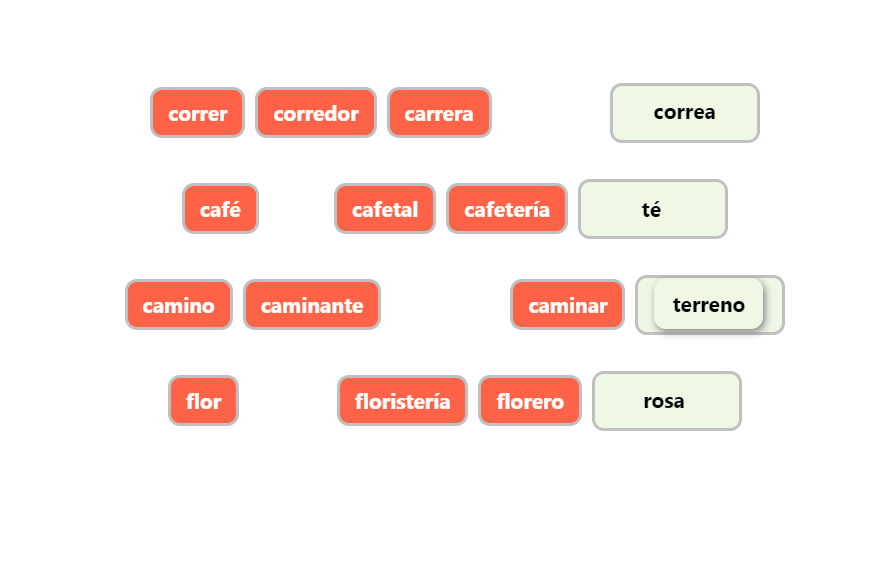 correr corredor carrera correa
café cafetal cafetería té
camino caminante caminar terreno
flor floristería florero rosa